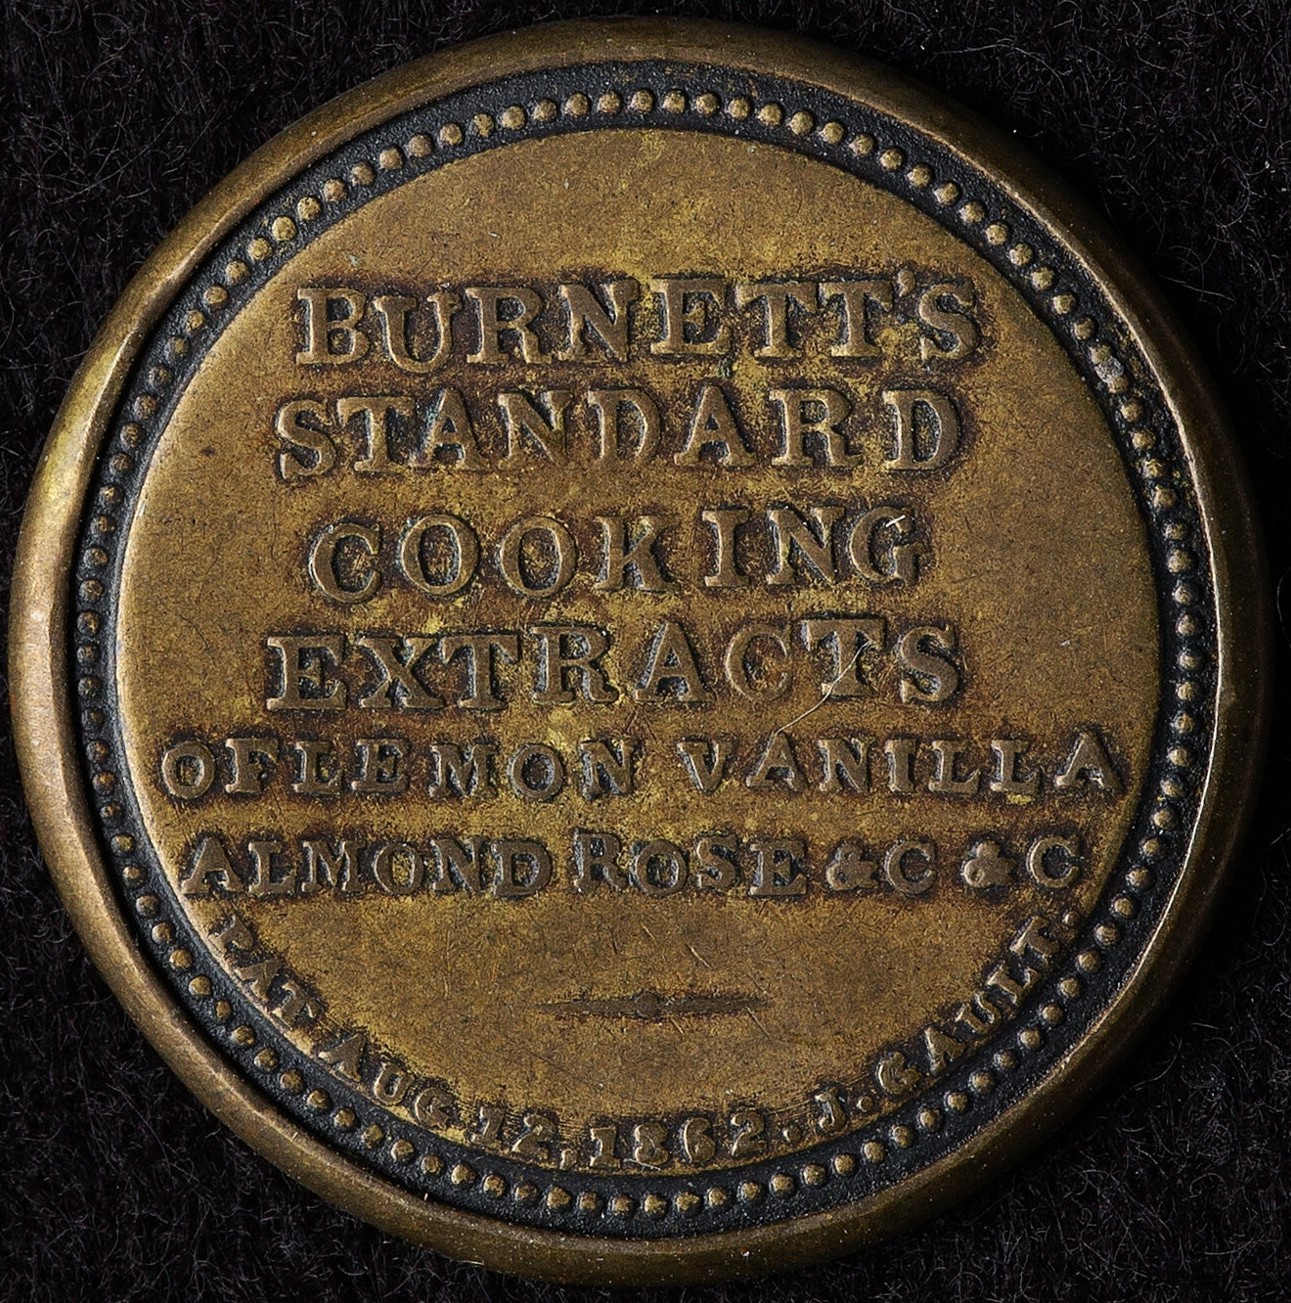 BURNETT'S
STANDARD
COOKING
EXTRACTS
OF LEMON VANILLA
ALMOND ROSE &C &C
PAT AUG 12, 1862. J. GAULT.